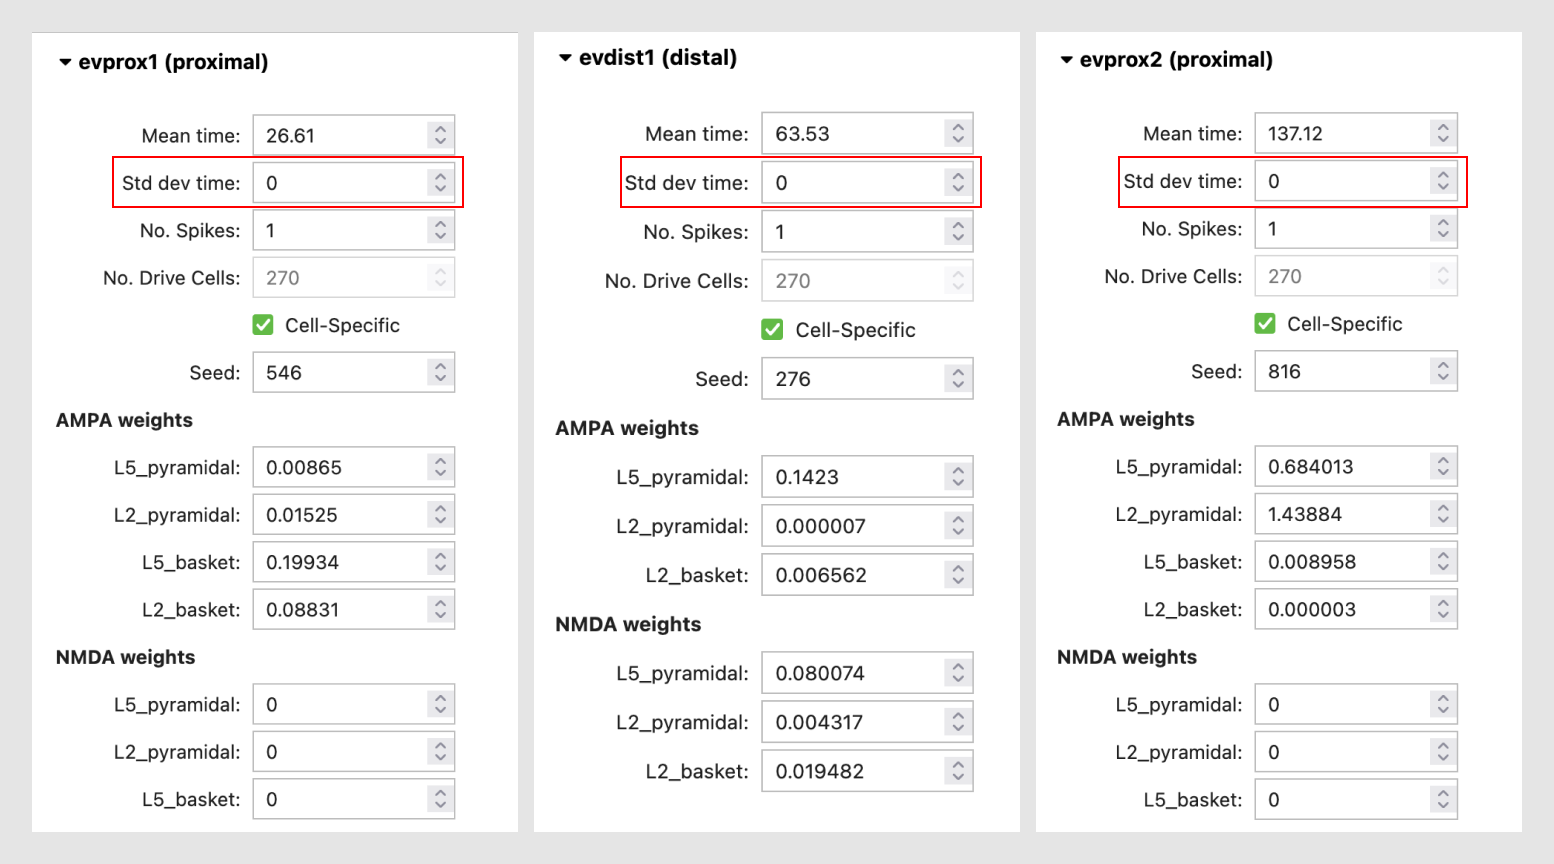 evprox1 (proximal)
Mean time: 26.61
Std dev time: 0
No. Spikes: 1
No. Drive Cells: 270
Cell-Specific
Seed: 546
AMPA weights
L5_pyramidal: 0.00865
L2_pyramidal: 0.01525
L5_basket: 0.19934
L2_basket: 0.08831
NMDA weights
L5_pyramidal: 0
L2_pyramidal: 0
L5_basket: 0
evdist1 (distal)
Mean time: 63.53
Std dev time: 0
No. Spikes: 1
No. Drive Cells: 270
Cell-Specific
Seed: 276
AMPA weights
L5_pyramidal: 0.1423
L2_pyramidal: 0.000007
L2_basket: 0.006562
NMDA weights
L5_pyramidal: 0.080074
L2_pyramidal: 0.004317
L2_basket: 0.019482
evprox2 (proximal)
Mean time: 137.12
Std dev time: 0
No. Spikes: 1
No. Drive Cells: 270
Cell-Specific
Seed: 816
AMPA weights
L5_pyramidal: 0.684013
L2_pyramidal: 1.43884
L5_basket: 0.008958
L2_basket: 0.000003
NMDA weights
L5_pyramidal: 0
L2_pyramidal: 0
L5_basket: 0